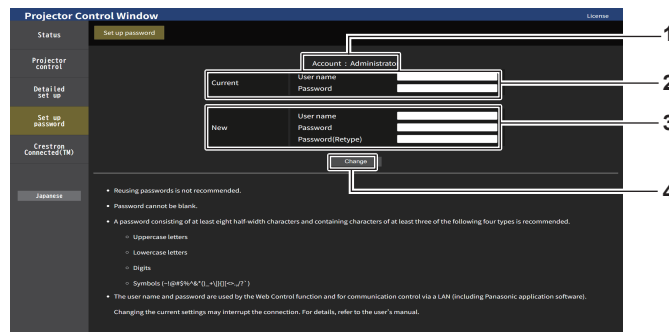 Projector Control Window
License
Status
Set up password
1
Account : Administrato
Projector
control
Current
User name
Password
2
Detailed
set up
Set up
password
New
User name
Password
Password(Retype)
3
Crestron
Connected(TM)
Change
4
Japanese
• Reusing passwords is not recommended.
• Password cannot be blank.
• A password consisting of at least eight half-width characters and containing characters of at least three of the following four types is recommended.
○ Uppercase letters
○ Lowercase letters
○ Digits
○ Symbols (~!@#$%^&*()_+\[]{}|<>.,/?`)
• The user name and password are used by the Web Control function and for communication control via a LAN (including Panasonic application software).
Changing the current settings may interrupt the connection. For details, refer to the user's manual.